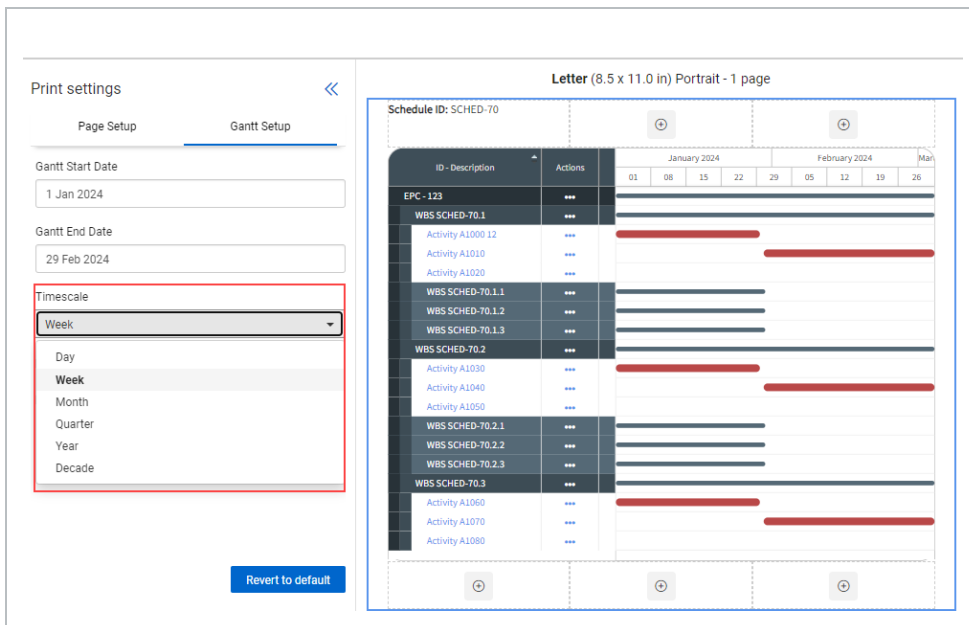 Print settings
Page Setup
Gantt Setup
Gantt Start Date
1 Jan 2024
Gantt End Date
29 Feb 2024
Timescale
Week
Day
Week
Month
Quarter
Year
Decade
Revert to default
Letter (8.5 x 11.0 in) Portrait - 1 page
Schedule ID: SCHED-70
ID - Description Actions January 2024 February 2024 Mar
01 08 15 22 29 05 12 19 26
EPC - 123
WBS SCHED-70.1
Activity A1000 12
Activity A1010
Activity A1020
WBS SCHED-70.1.1
WBS SCHED-70.1.2
WBS SCHED-70.1.3
WBS SCHED-70.2
Activity A1030
Activity A1040
Activity A1050
WBS SCHED-70.2.1
WBS SCHED-70.2.2
WBS SCHED-70.2.3
WBS SCHED-70.3
Activity A1060
Activity A1070
Activity A1080